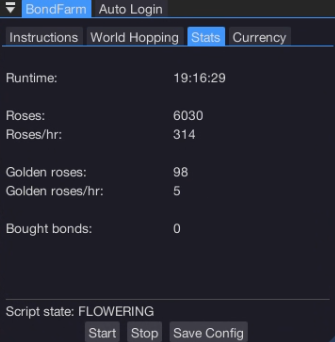 BondFarm Auto Login
Instructions World Hopping Stats Currency
Runtime: 19:16:29
Roses: 6030
Roses/hr: 314
Golden roses: 98
Golden roses/hr: 5
Bought bonds: 0
Script state: FLOWERING
Start Stop Save Config